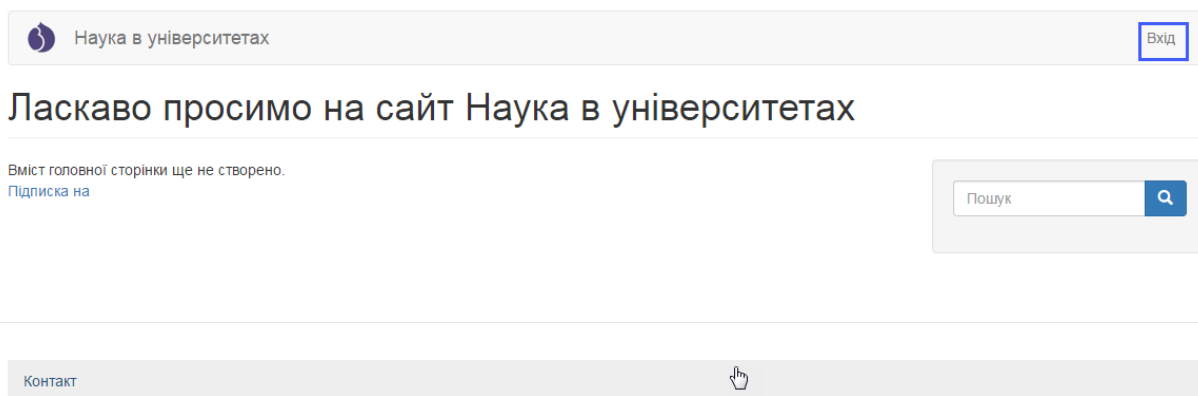 Наука в університетах
Вхід
Ласкаво просимо на сайт Наука в університетах
Вміст головної сторінки ще не створено.
Підписка на
Пошук
Контакт